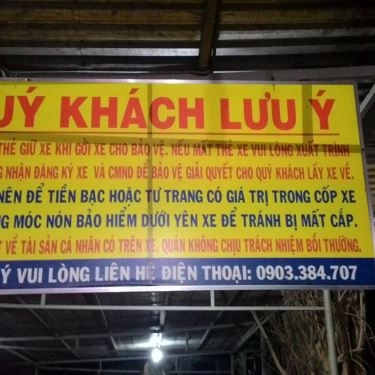 UÝ KHÁCH LƯU Ý
THẺ GIỮ XE KHI GỞI XE CHO BẢO VỆ, NẾU MẤT THẺ XE VUI LÒNG XUẤT TRÌNH
NG NHẬN ĐĂNG KÝ XE VÀ CMND ĐỂ BẢO VỆ GIẢI QUYẾT CHO QUÝ KHÁCH LẤY XE VỀ.
NÊN ĐỂ TIỀN BẠC HOẶC TƯ TRANG CÓ GIÁ TRỊ TRONG CỐP XE
NG MÓC NÓN BẢO HIỂM DƯỚI YÊN XE ĐỂ TRÁNH BỊ MẤT CẮP.
T VỀ TÀI SẢN CÁ NHÂN CÓ TRÊN XE, QUÁN KHÔNG CHỊU TRÁCH NHIỆM BỒI THƯỜNG.
Ý VUI LÒNG LIÊN HỆ ĐIỆN THOẠI: 0903.384.707